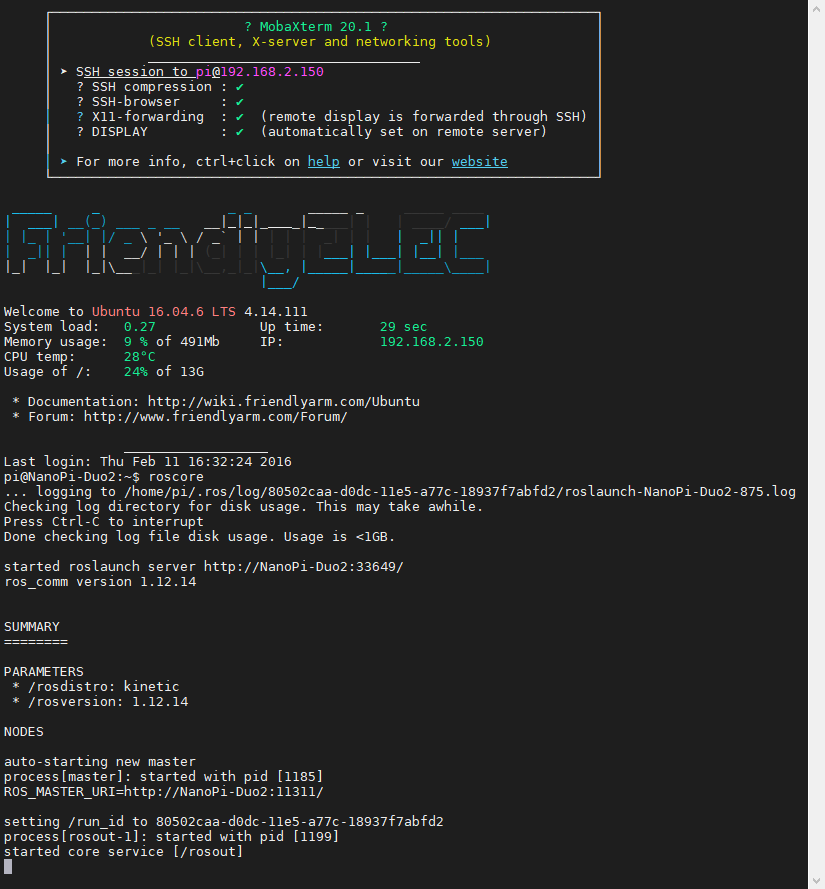 ? MobaXterm 20.1 ?
(SSH client, X-server and networking tools)
➤ SSH session to pi@192.168.2.150
? SSH compression : ✔
? SSH-browser     : ✔
? X11-forwarding  : ✔  (remote display is forwarded through SSH)
? DISPLAY         : ✔  (automatically set on remote server)
➤ For more info, ctrl+click on help or visit our website
FriendlyELEC
Welcome to Ubuntu 16.04.6 LTS 4.14.111
System load:   0.27             Up time:       29 sec
Memory usage:  9 % of 491Mb     IP:            192.168.2.150
CPU temp:      28°C
Usage of /:    24% of 13G
* Documentation: http://wiki.friendlyarm.com/Ubuntu
* Forum: http://www.friendlyarm.com/Forum/
Last login: Thu Feb 11 16:32:24 2016
pi@NanoPi-Duo2:~$ roscore
... logging to /home/pi/.ros/log/80502caa-d0dc-11e5-a77c-18937f7abfd2/roslaunch-NanoPi-Duo2-875.log
Checking log directory for disk usage. This may take awhile.
Press Ctrl-C to interrupt
Done checking log file disk usage. Usage is <1GB.
started roslaunch server http://NanoPi-Duo2:33649/
ros_comm version 1.12.14
SUMMARY
========
PARAMETERS
* /rosdistro: kinetic
* /rosversion: 1.12.14
NODES
auto-starting new master
process[master]: started with pid [1185]
ROS_MASTER_URI=http://NanoPi-Duo2:11311/
setting /run_id to 80502caa-d0dc-11e5-a77c-18937f7abfd2
process[rosout-1]: started with pid [1199]
started core service [/rosout]